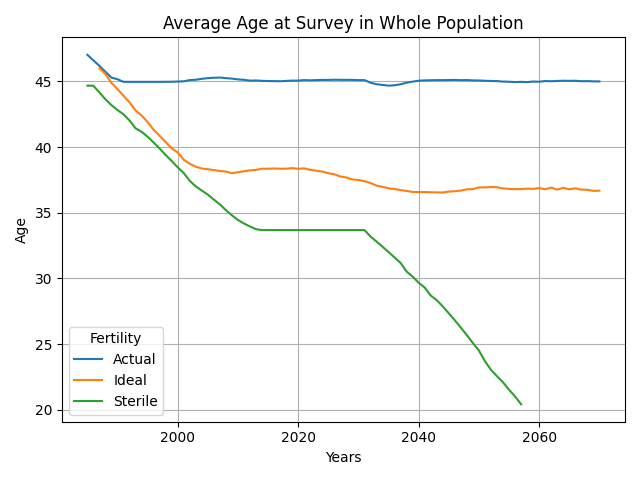 Average Age at Survey in Whole Population
45
40
35
30
25
20
Age
Fertility
Actual
Ideal
Sterile
2000
2020
2040
2060
Years